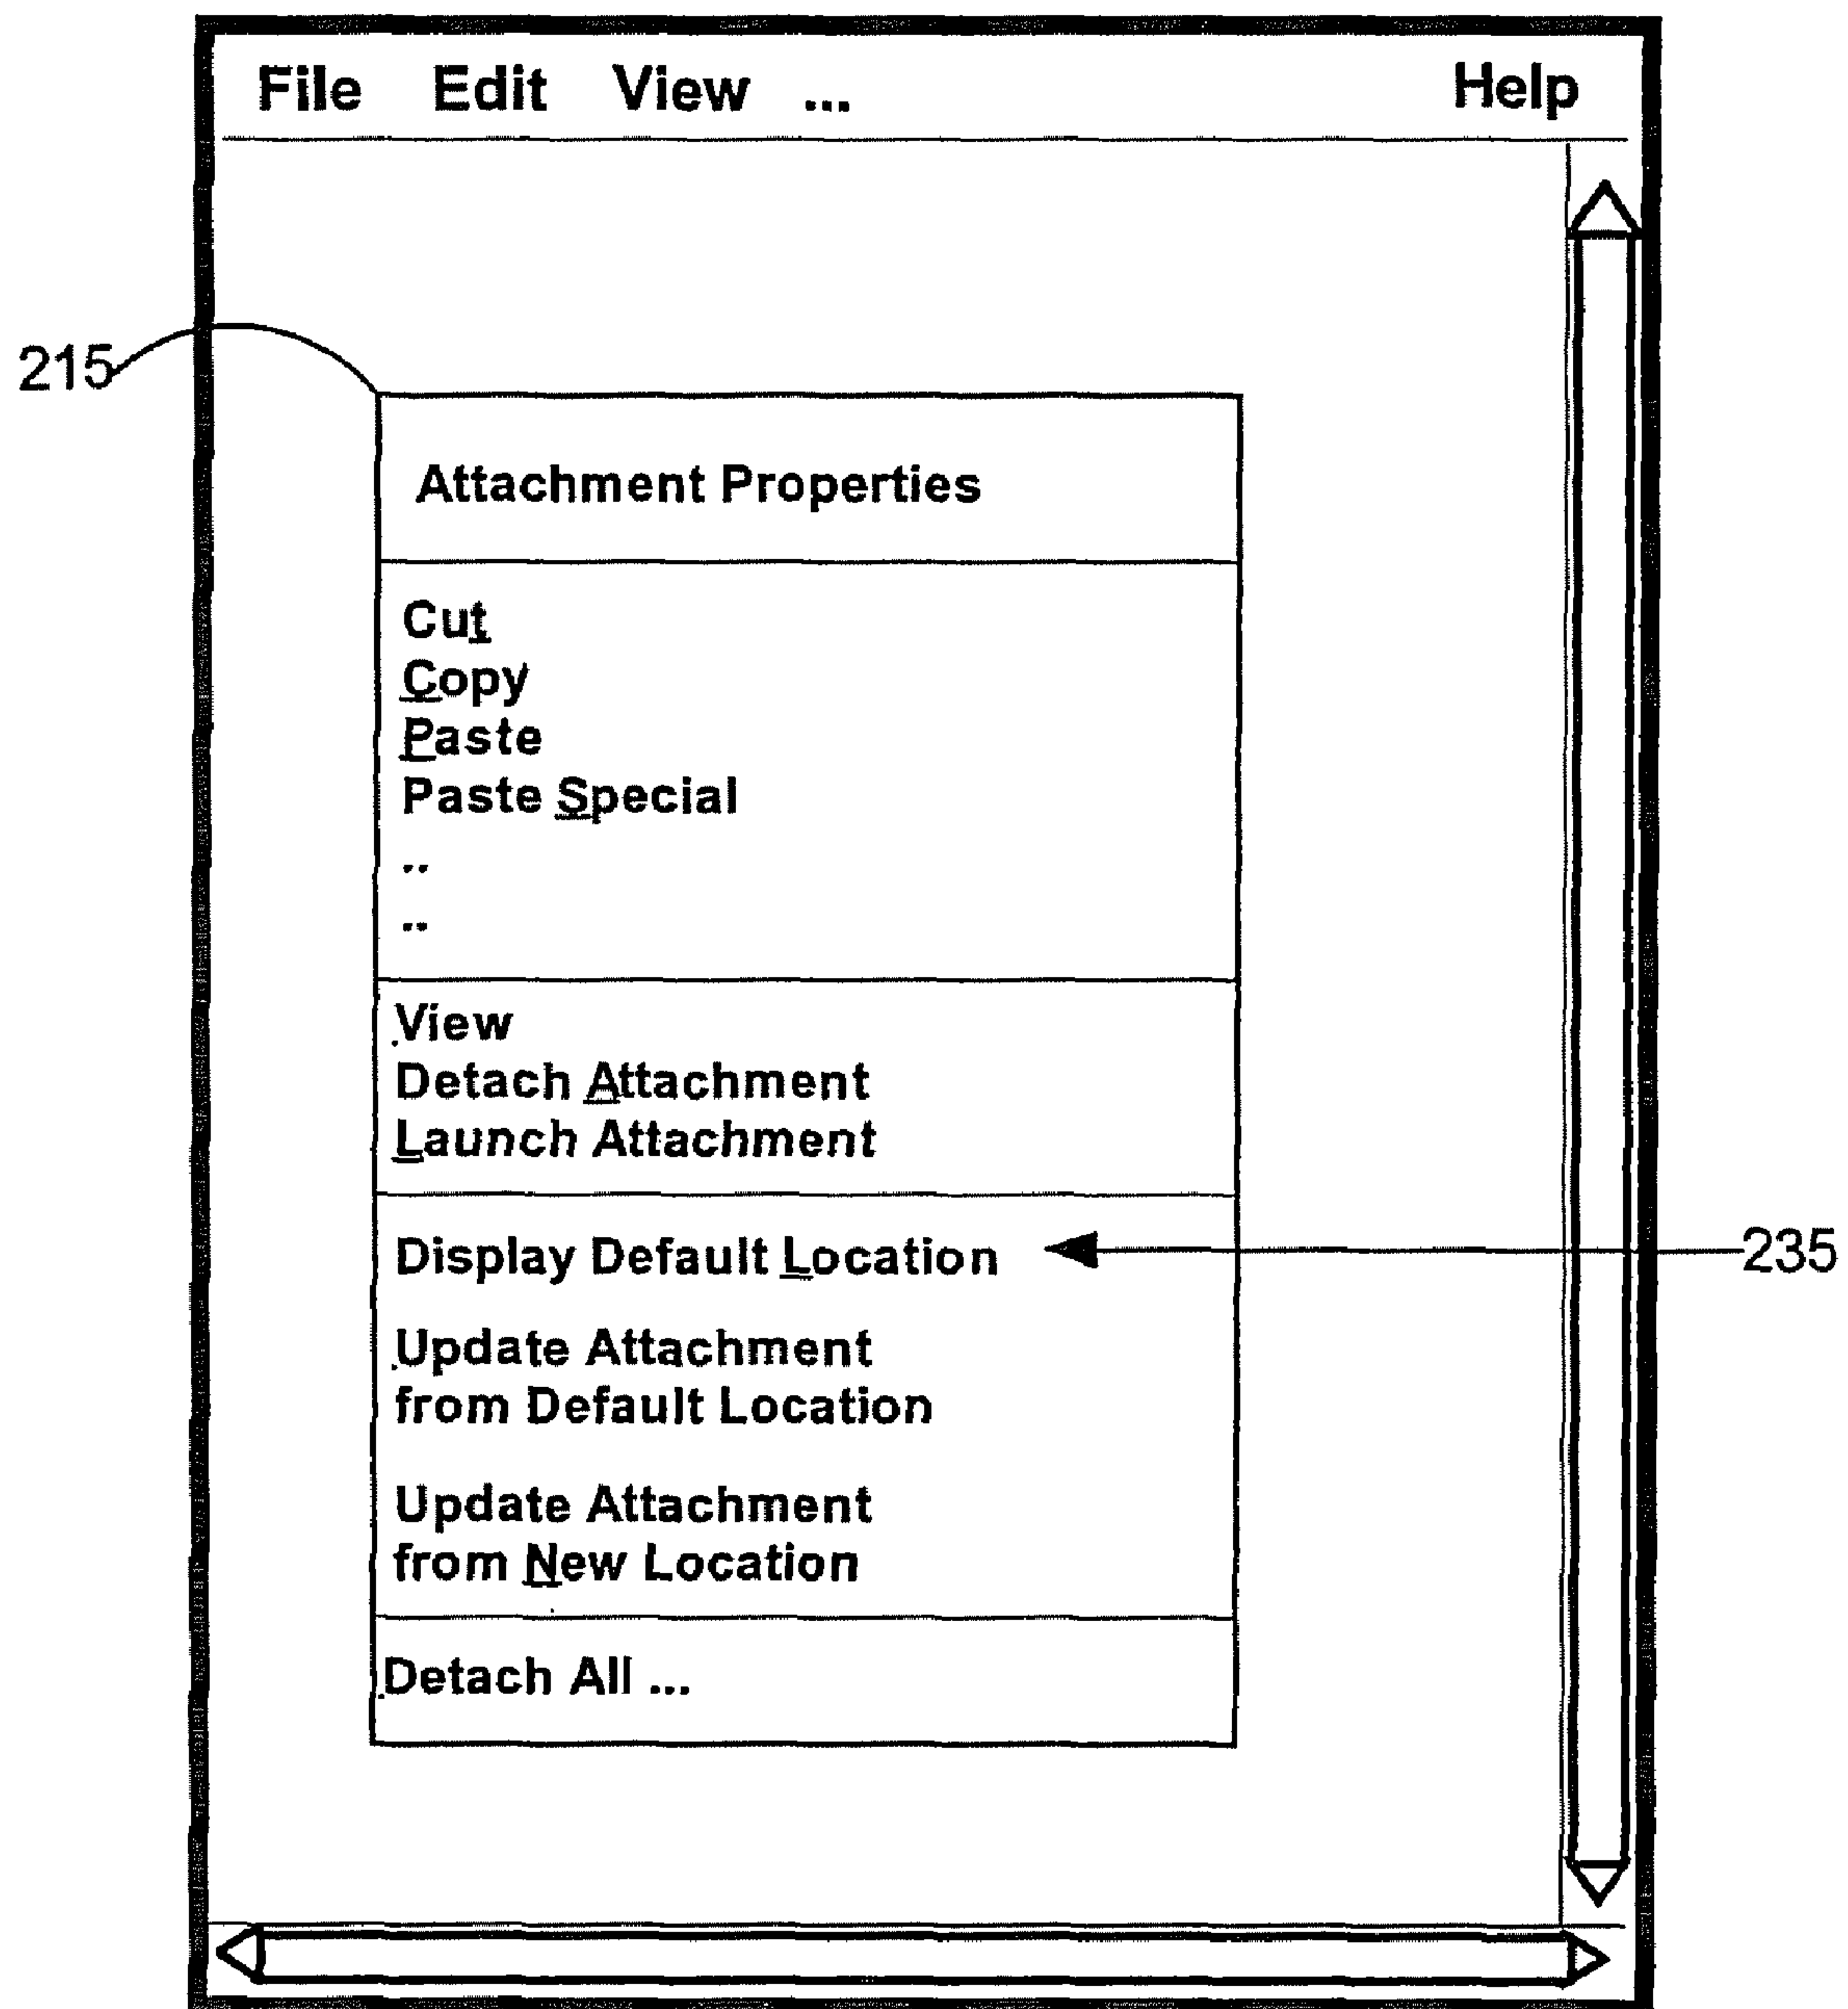 File Edit View ... Help
215
Attachment Properties
Cut
Copy
Paste
Paste Special
..
..
View
Detach Attachment
Launch Attachment
Display Default Location
235
Update Attachment
from Default Location
Update Attachment
from New Location
Detach All ...